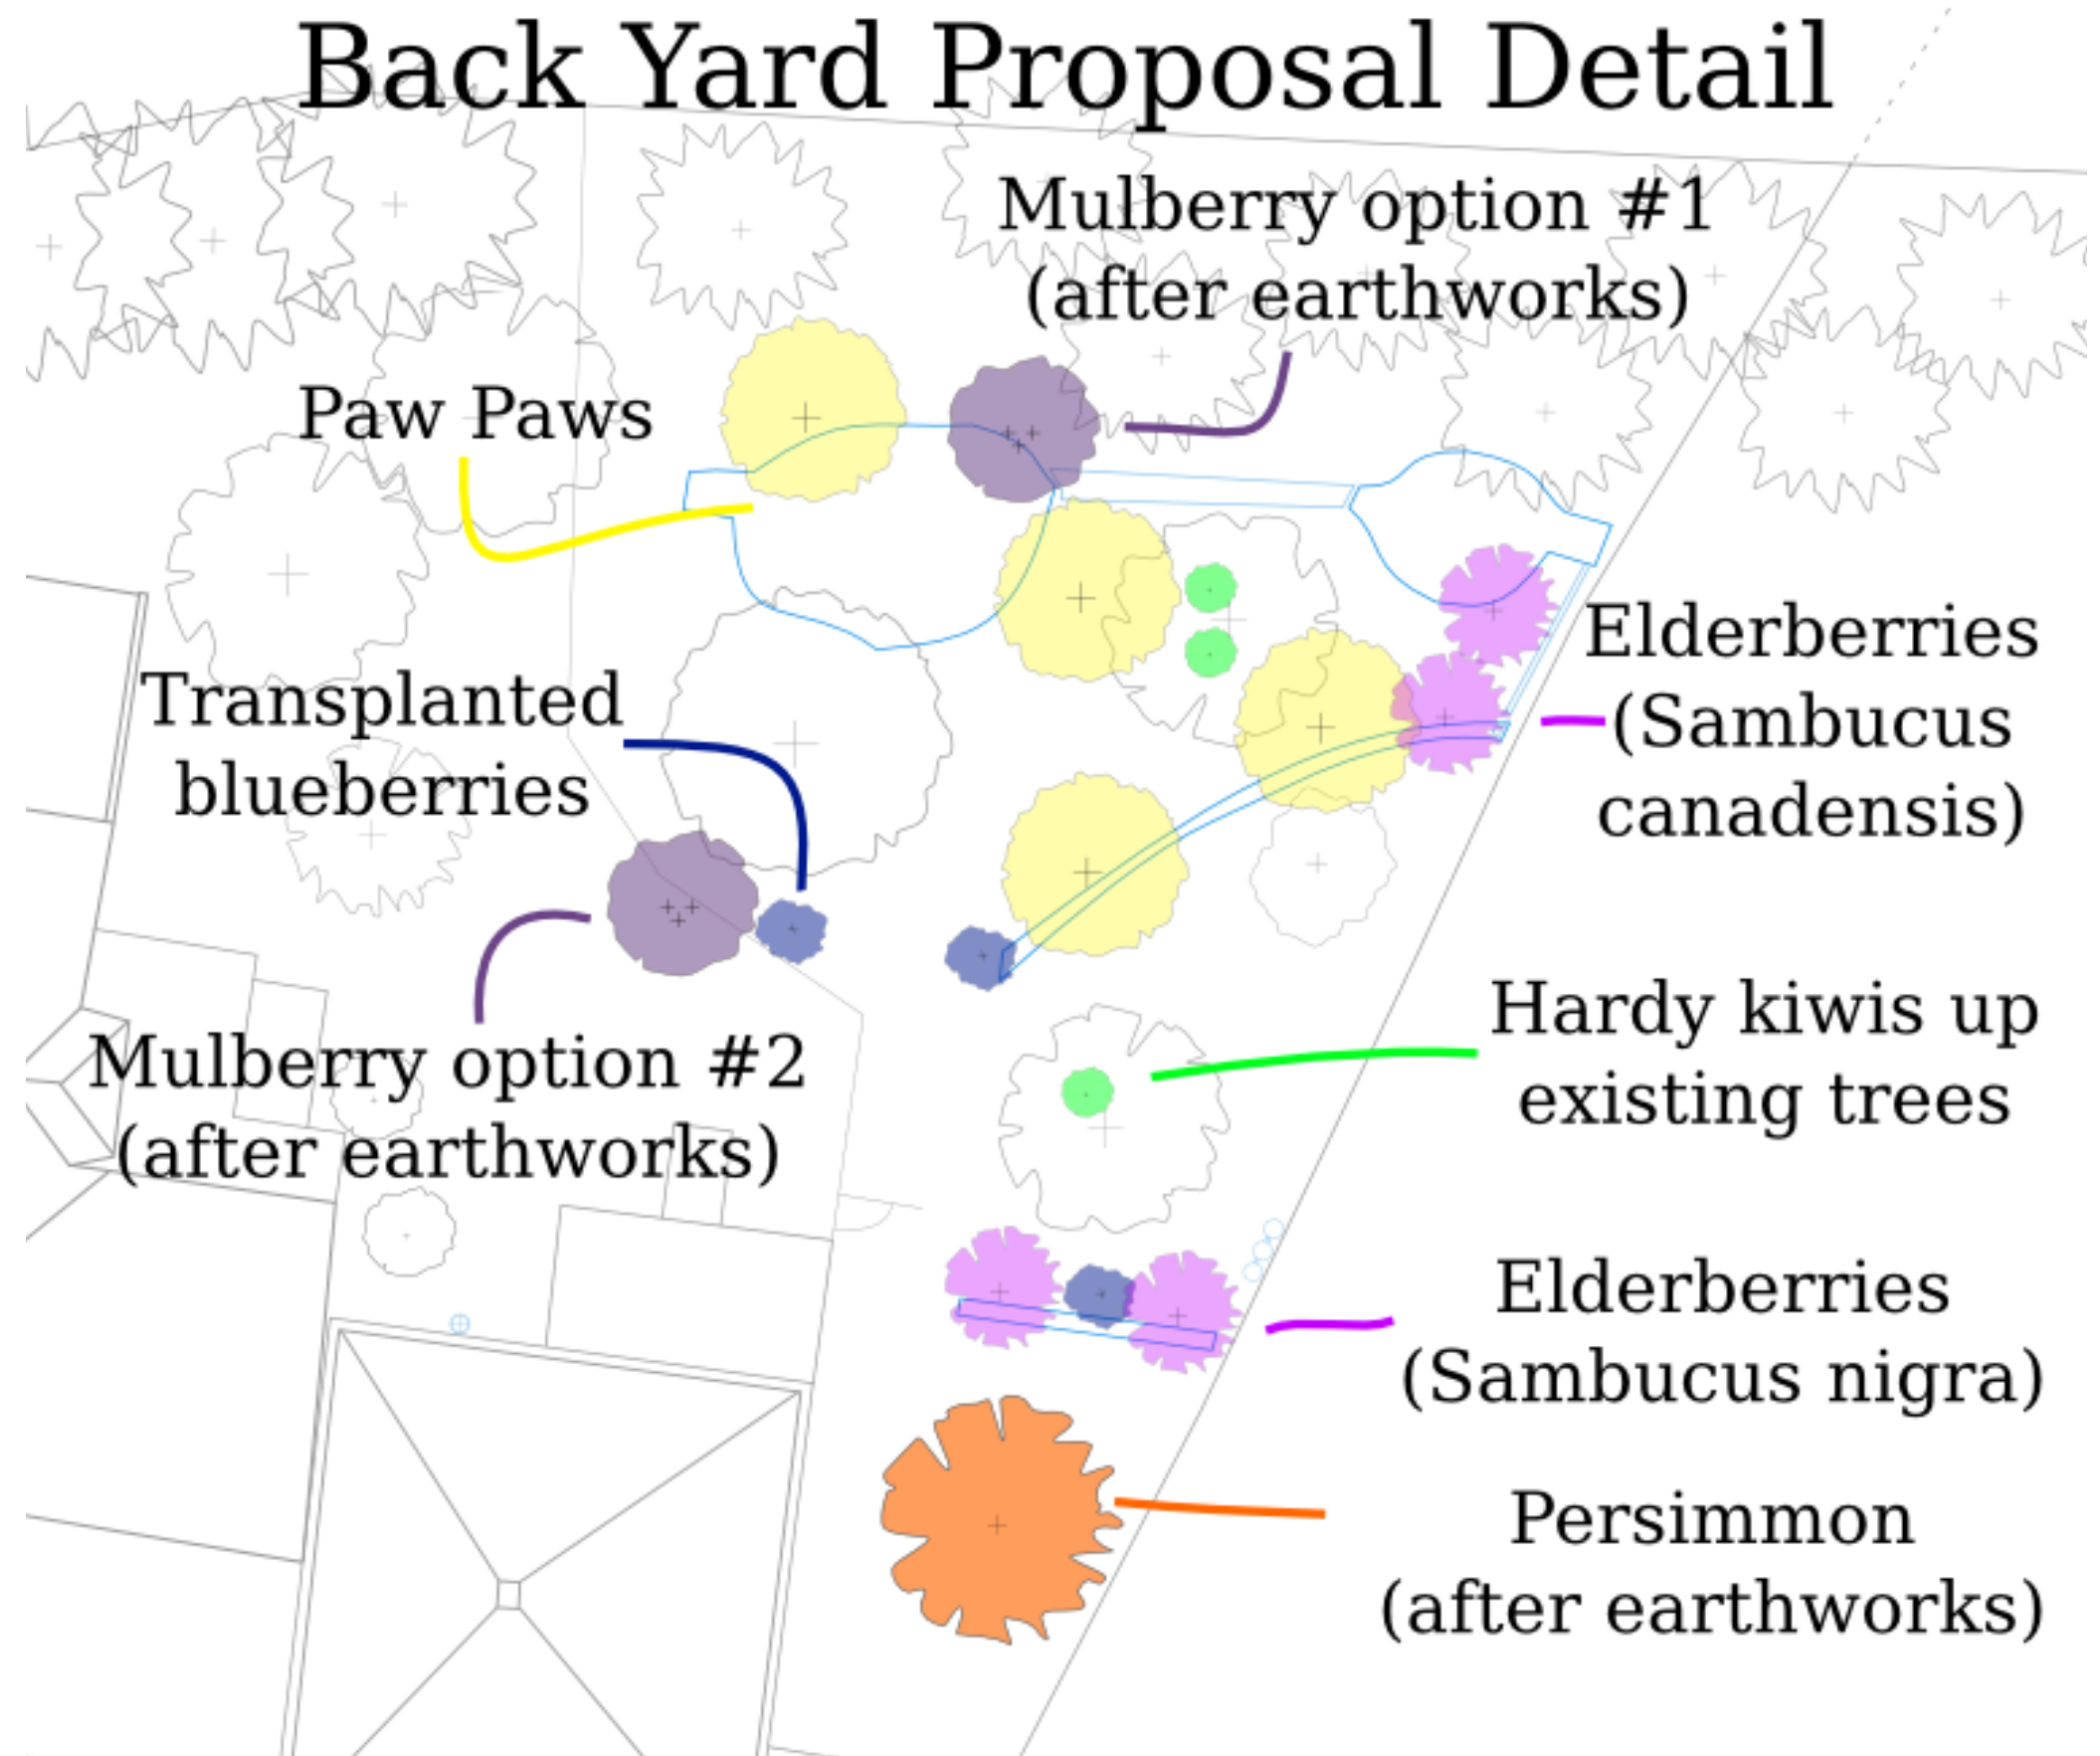 Back Yard Proposal Detail
Mulberry option #1
(after earthworks)
Paw Paws
Elderberries
(Sambucus
canadensis)
Transplanted
blueberries
Hardy kiwis up
existing trees
Mulberry option #2
(after earthworks)
Elderberries
(Sambucus nigra)
Persimmon
(after earthworks)